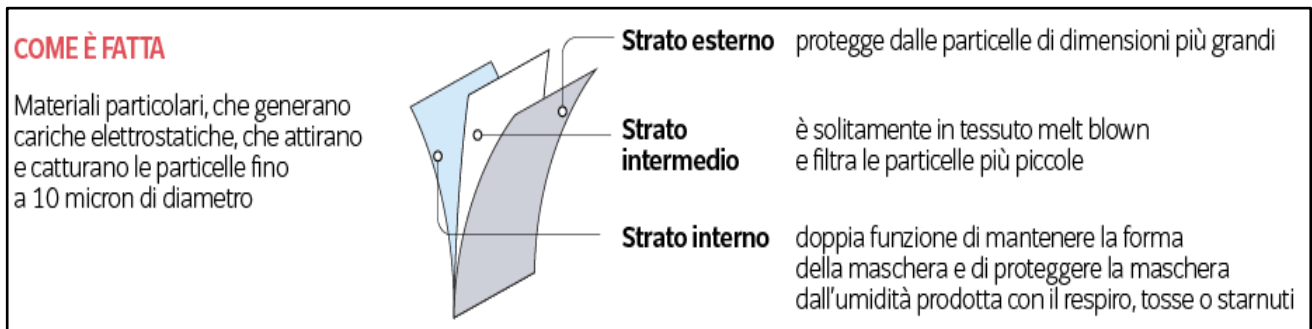 COME È FATTA
Materiali particolari, che generano
cariche elettrostatiche, che attirano
e catturano le particelle fino
a 10 micron di diametro
Strato esterno protegge dalle particelle di dimensioni più grandi
Strato
intermedio
è solitamente in tessuto melt blown
e filtra le particelle più piccole
Strato interno doppia funzione di mantenere la forma
della maschera e di proteggere la maschera
dall'umidità prodotta con il respiro, tosse o starnuti